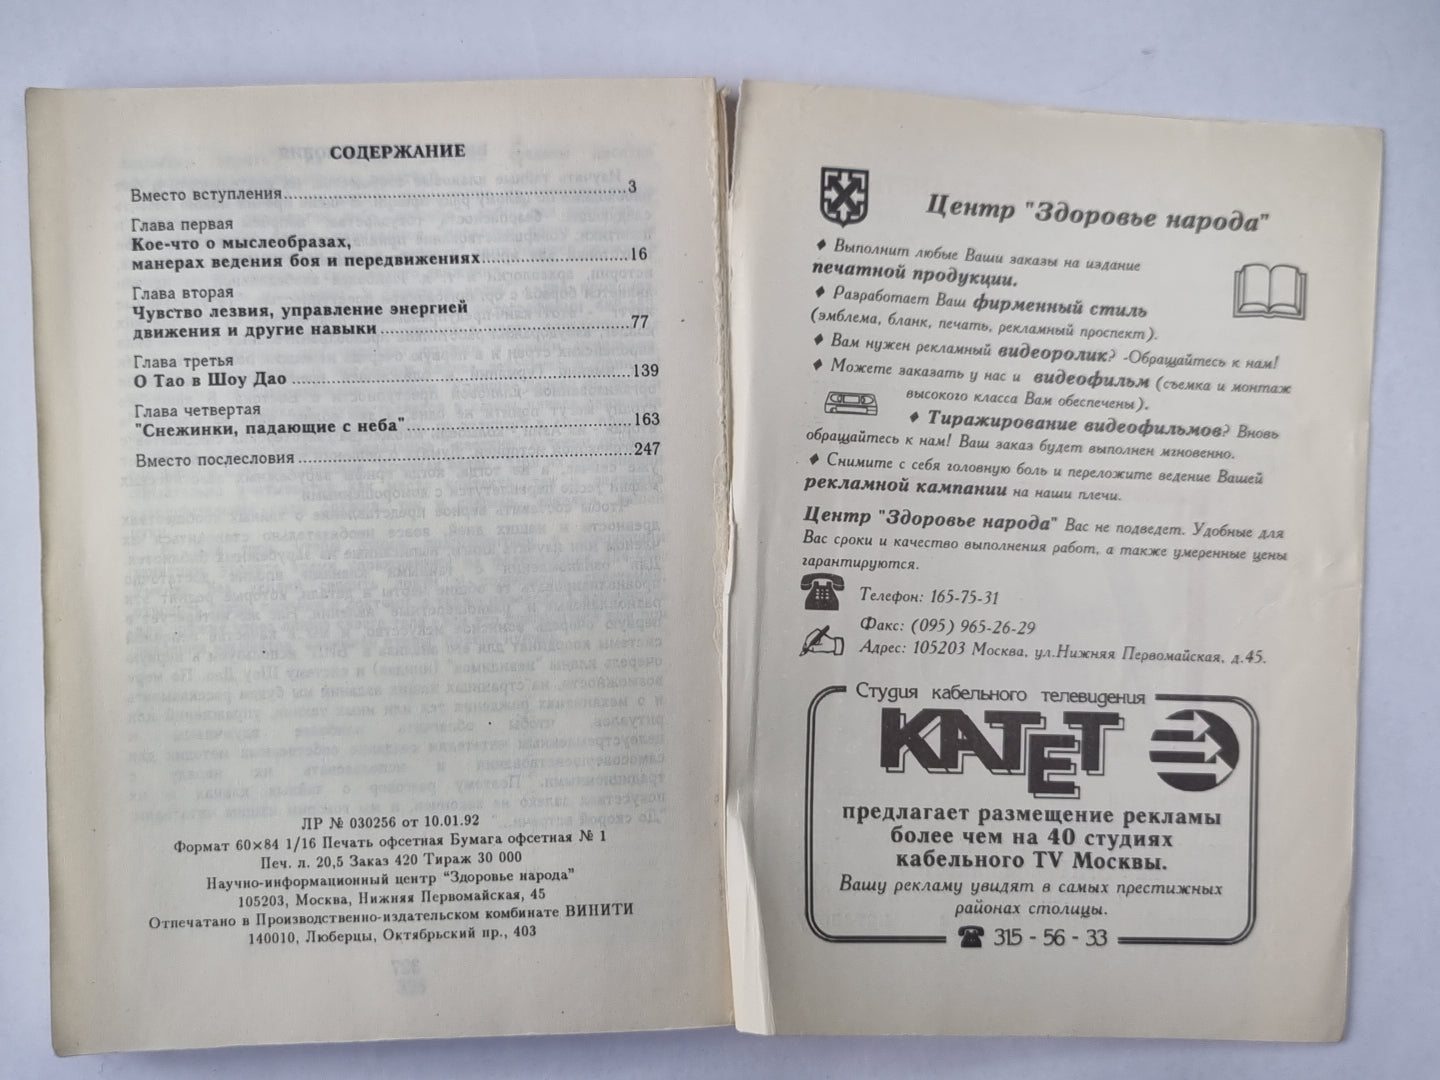 СОДЕРЖАНИЕ
Вместо вступления..........3
Глава первая
Кое-что о мыслеобразах,
манерах ведения боя и передвижениях..........16
Глава вторая
Чувство лезвия, управление энергией
движения и другие навыки..........77
Глава третья
О Тао в Шоу Дао..........139
Глава четвертая
"Снежинки, падающие с неба"..........163
Вместо послесловия..........247
ЛР № 030256 от 10.01.92
Формат 60×84 1/16 Печать офсетная Бумага офсетная № 1
Печ. л. 20,5 Заказ 420 Тираж 30 000
Научно-информационный центр "Здоровье народа"
105203, Москва, Нижняя Первомайская, 45
Отпечатано в Производственно-издательском комбинате ВИНИТИ
140010, Люберцы, Октябрьский пр., 403
Центр "Здоровье народа"
♦ Выполнит любые Ваши заказы на издание
печатной продукции.
♦ Разработает Ваш фирменный стиль
(эмблема, бланк, печать, рекламный проспект).
♦ Вам нужен рекламный видеоролик? -Обращайтесь к нам!
♦ Можете заказать у нас и видеофильм (съемка и монтаж
высокого класса Вам обеспечены).
♦ Тиражирование видеофильмов? Вновь
обращайтесь к нам! Ваш заказ будет выполнен мгновенно.
♦ Снимите с себя головную боль и переложите ведение Вашей
рекламной кампании на наши плечи.
Центр "Здоровье народа" Вас не подведет. Удобные для
Вас сроки и качество выполнения работ, а также умеренные цены
гарантируются.
Телефон: 165-75-31
Факс: (095) 965-26-29
Адрес: 105203 Москва, ул.Нижняя Первомайская, д.45.
Студия кабельного телевидения
КАТЕТ
предлагает размещение рекламы
более чем на 40 студиях
кабельного TV Москвы.
Вашу рекламу увидят в самых престижных
районах столицы.
315 - 56 - 33